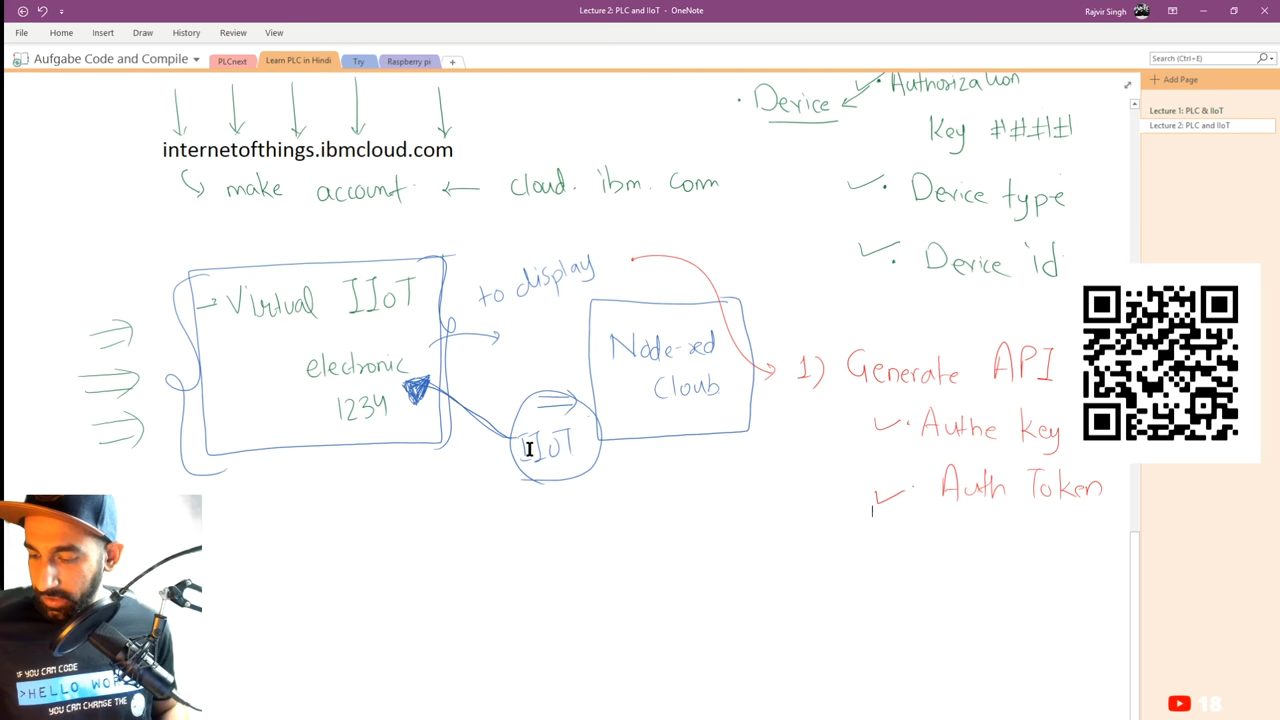 Lecture 2: PLC and IIoT - OneNote
Rajvir Singh
File Home Insert Draw History Review View
Aufgabe Code and Compile
PLCnext
Learn PLC in Hindi
Try
Raspberry pi
Search (Ctrl+E)
Add Page
Lecture 1: PLC & IIoT
Lecture 2: PLC and IIoT
Device
Authorization
Key ####
Device type
Device id
internetofthings.ibmcloud.com
make account cloud. ibm. com
Virtual IIoT
electronic
1234
to display
Node-red
Cloub
IIoT
1) Generate API
Authe Key
Auth Token
IF YOU CAN CODE
>HELLO WOR
YOU CAN CHANGE THE
18